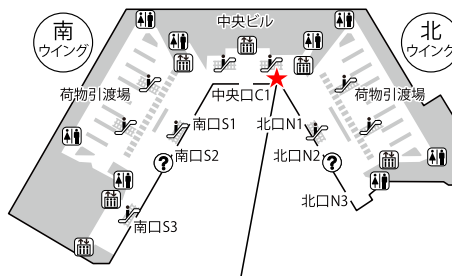 南
ウイング
中央ビル
北
ウイング
荷物引渡場
中央口C1
荷物引渡場
南口S1
北口N1
南口S2
北口N2
?
?
南口S3
北口N3